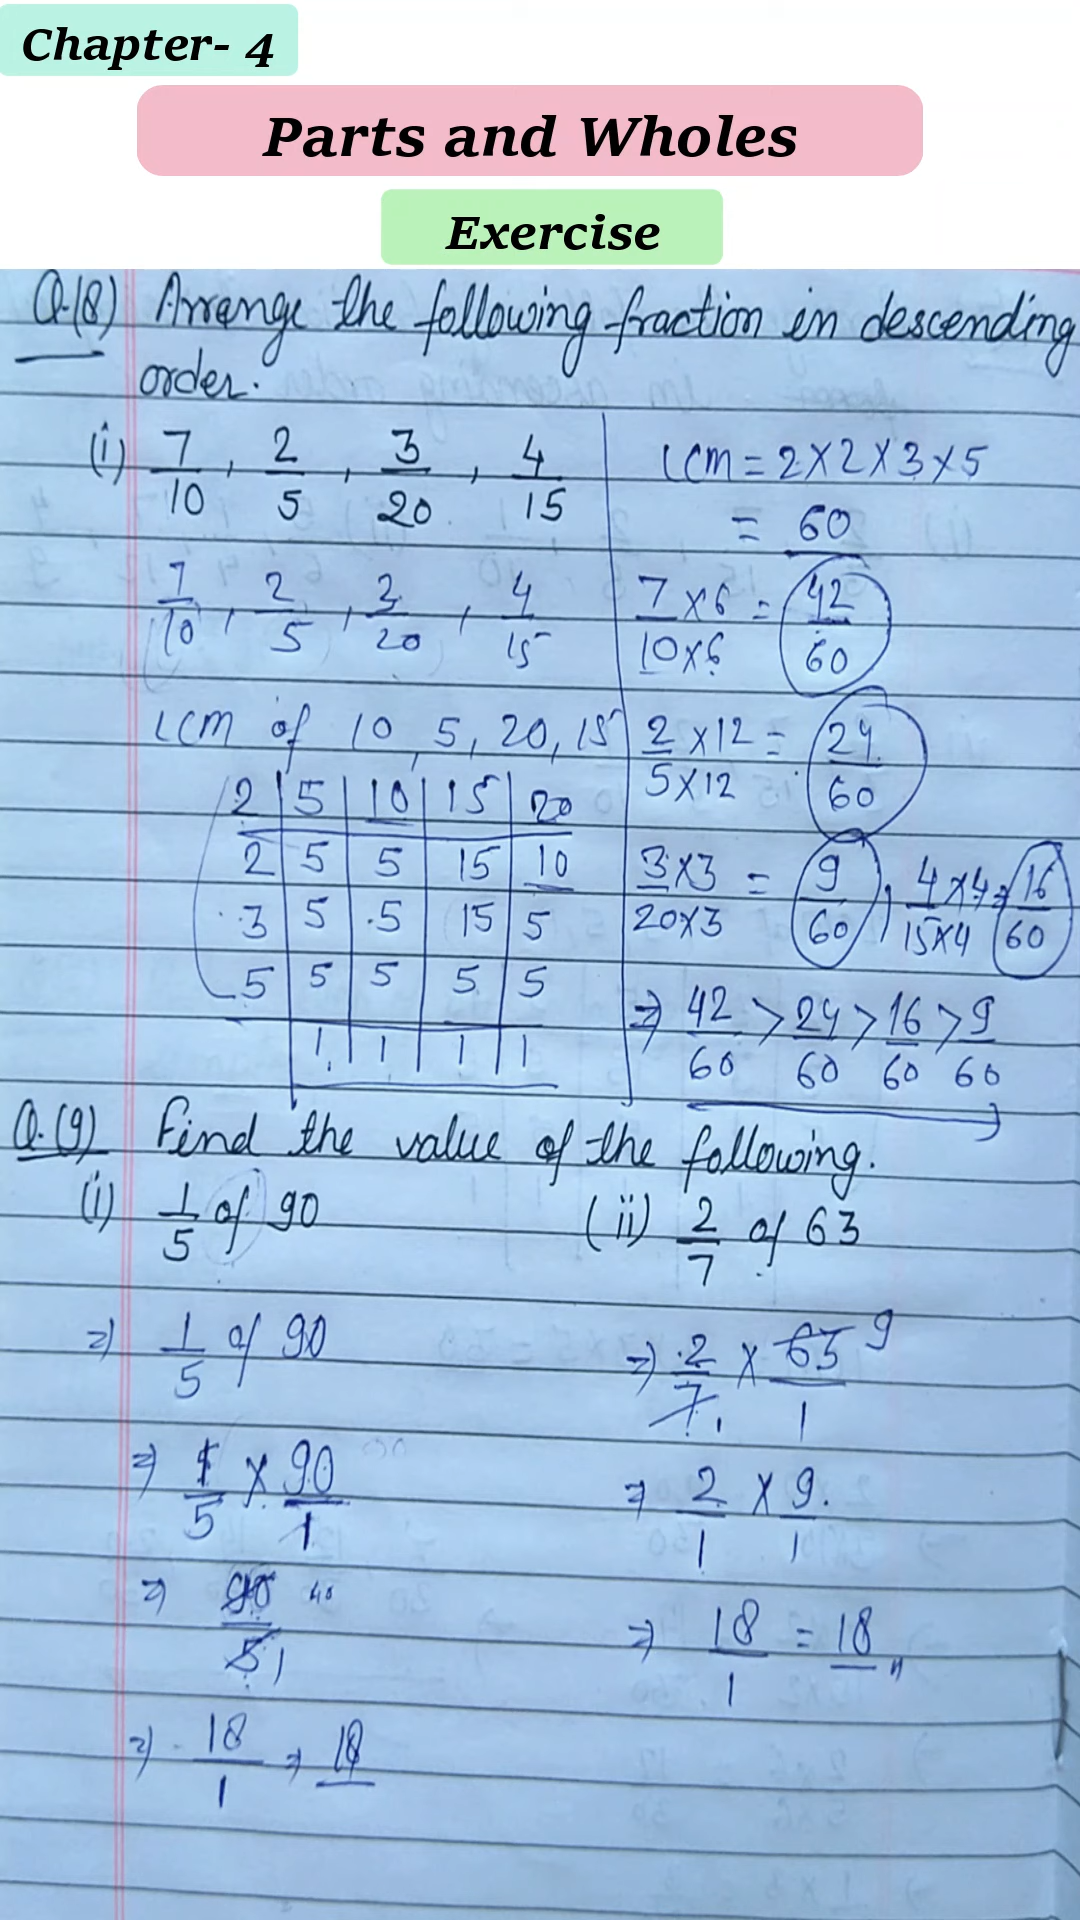 Chapter- 4
Parts and Wholes
Exercise
Q.(8) Arrange the following fraction in descending
order.
(i) 7/10, 2/5, 3/20, 4/15
LCM = 2×2×3×5
= 60
7/10, 2/5, 3/20, 4/15
7×6/10×6 = 42/60
LCM of 10, 5, 20, 15
2×12/5×12 = 24/60
2 | 5 | 10 | 15 | 20
2 | 5 | 5 | 15 | 10
3 | 5 | 5 | 15 | 5
5 | 5 | 5 | 5 | 5
1 | 1 | 1 | 1
3×3/20×3 = 9/60, 4×4/15×4 = 16/60
⇒ 42/60 > 24/60 > 16/60 > 9/60
Q.(9) Find the value of the following.
(i) 1/5 of 90
(ii) 2/7 of 63
⇒ 1/5 of 90
⇒ 1/5 × 90/1
⇒ 90/5 1
⇒ 18/1 ⇒ 18
⇒ 2/7 1 × 63/1 9
⇒ 2/1 × 9/1
⇒ 18/1 = 18"